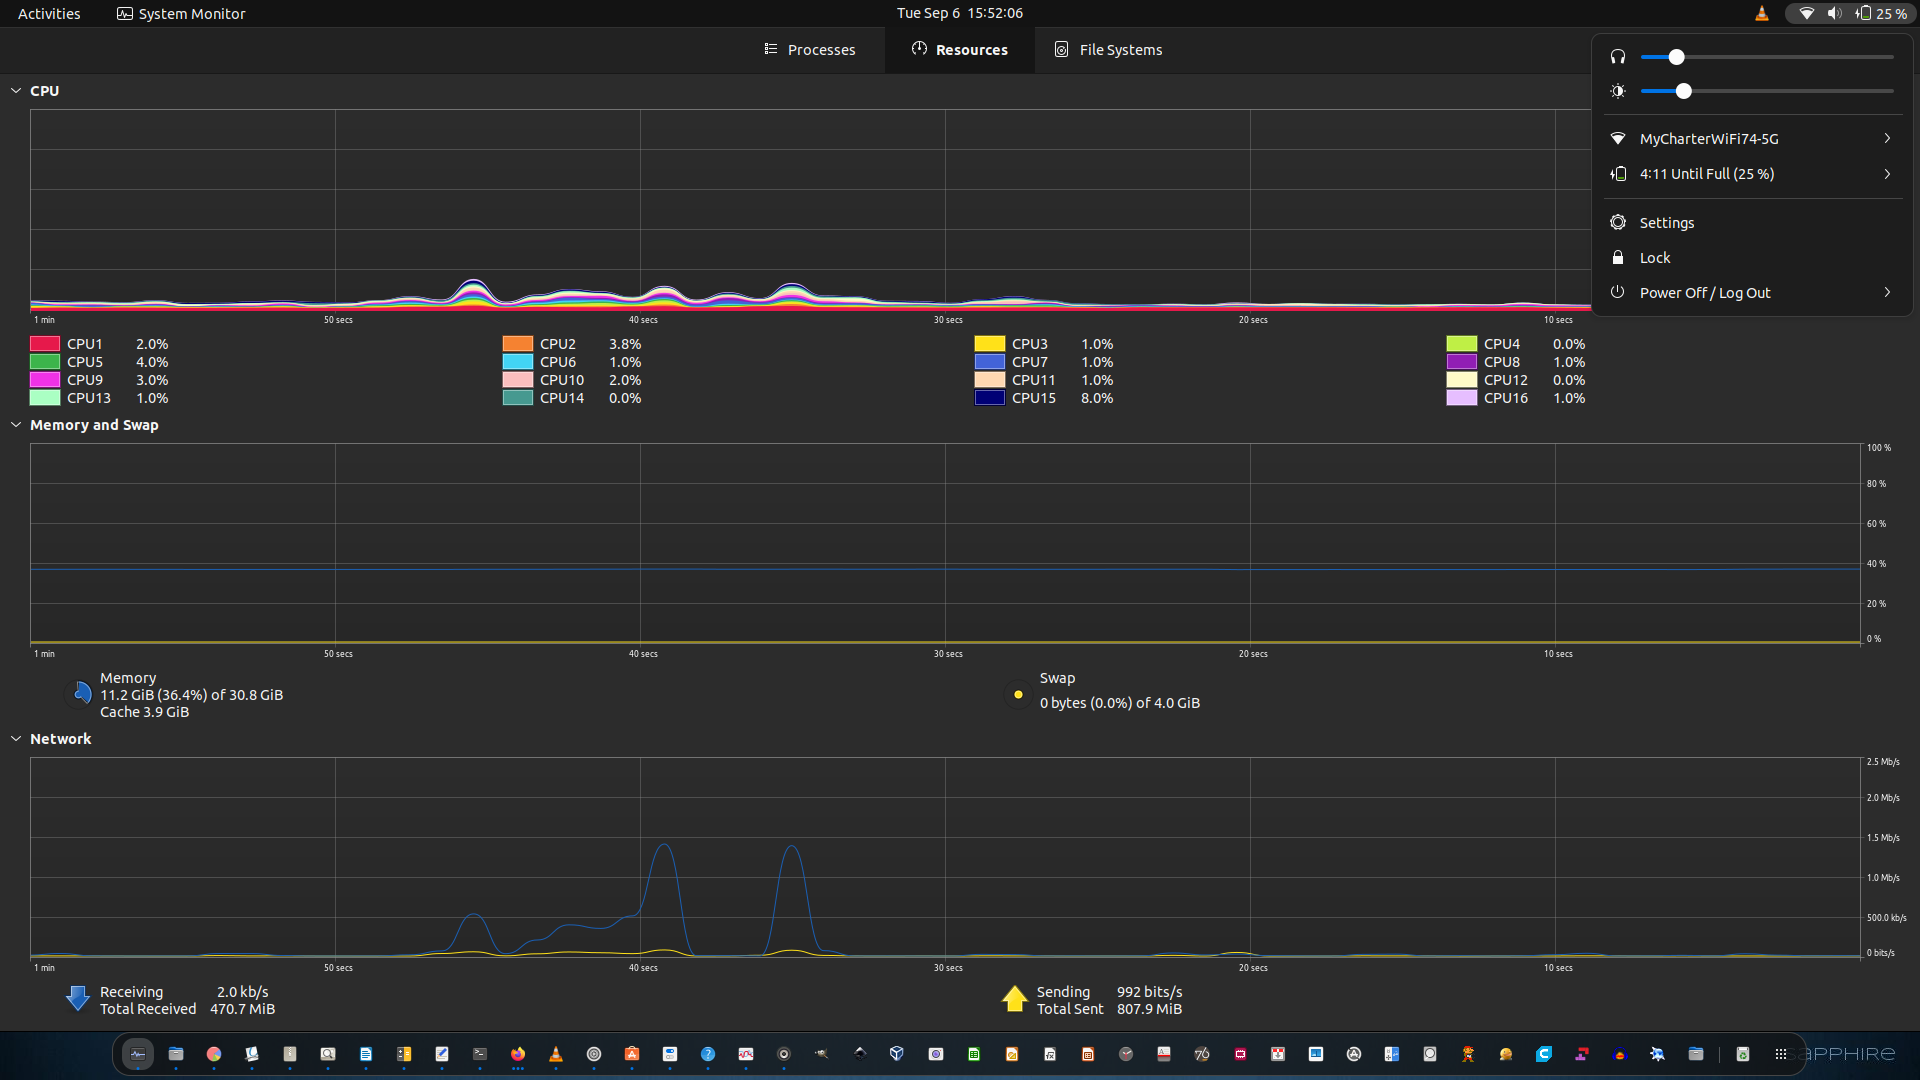 Activities
System Monitor
Tue Sep 6 15:52:06
25 %
Processes
Resources
File Systems
MyCharterWiFi74-5G
4:11 Until Full (25 %)
Settings
Lock
Power Off / Log Out
CPU
1 min 50 secs 40 secs 30 secs 20 secs 10 secs
CPU1 2.0% CPU2 3.8% CPU3 1.0% CPU4 0.0%
CPU5 4.0% CPU6 1.0% CPU7 1.0% CPU8 1.0%
CPU9 3.0% CPU10 2.0% CPU11 1.0% CPU12 0.0%
CPU13 1.0% CPU14 0.0% CPU15 8.0% CPU16 1.0%
Memory and Swap
100 %
80 %
60 %
40 %
20 %
0 %
1 min 50 secs 40 secs 30 secs 20 secs 10 secs
Memory
11.2 GiB (36.4%) of 30.8 GiB
Cache 3.9 GiB
Swap
0 bytes (0.0%) of 4.0 GiB
Network
2.5 Mb/s
2.0 Mb/s
1.5 Mb/s
1.0 Mb/s
500.0 kb/s
0 bits/s
1 min 50 secs 40 secs 30 secs 20 secs 10 secs
Receiving 2.0 kb/s
Total Received 470.7 MiB
Sending 992 bits/s
Total Sent 807.9 MiB
76
SAPPHIRE